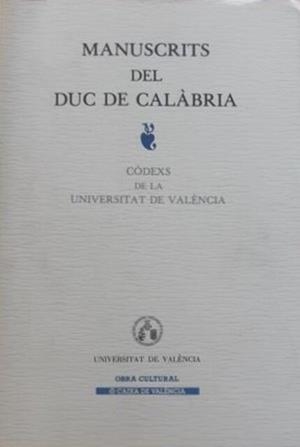 MANUSCRITS
DEL
DUC DE CALÀBRIA
CÒDEXS
DE LA
UNIVERSITAT DE VALÈNCIA
UNIVERSITAT DE VALÈNCIA
OBRA CULTURAL
CAIXA DE VALÈNCIA